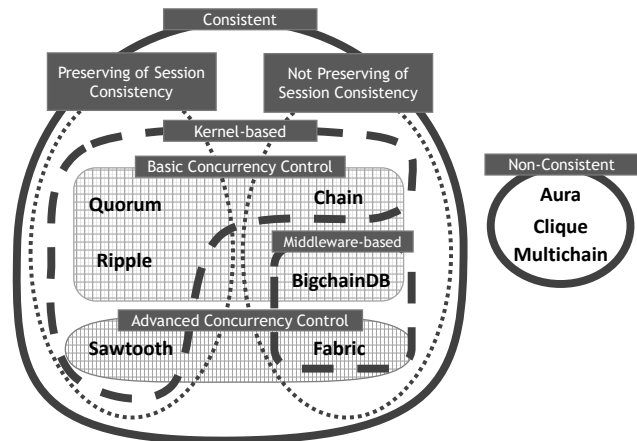 Consistent
Preserving of Session
Consistency
Not Preserving of
Session Consistency
Kernel-based
Basic Concurrency Control
Quorum
Chain
Ripple
Middleware-based
BigchainDB
Advanced Concurrency Control
Sawtooth
Fabric
Non-Consistent
Aura
Clique
Multichain